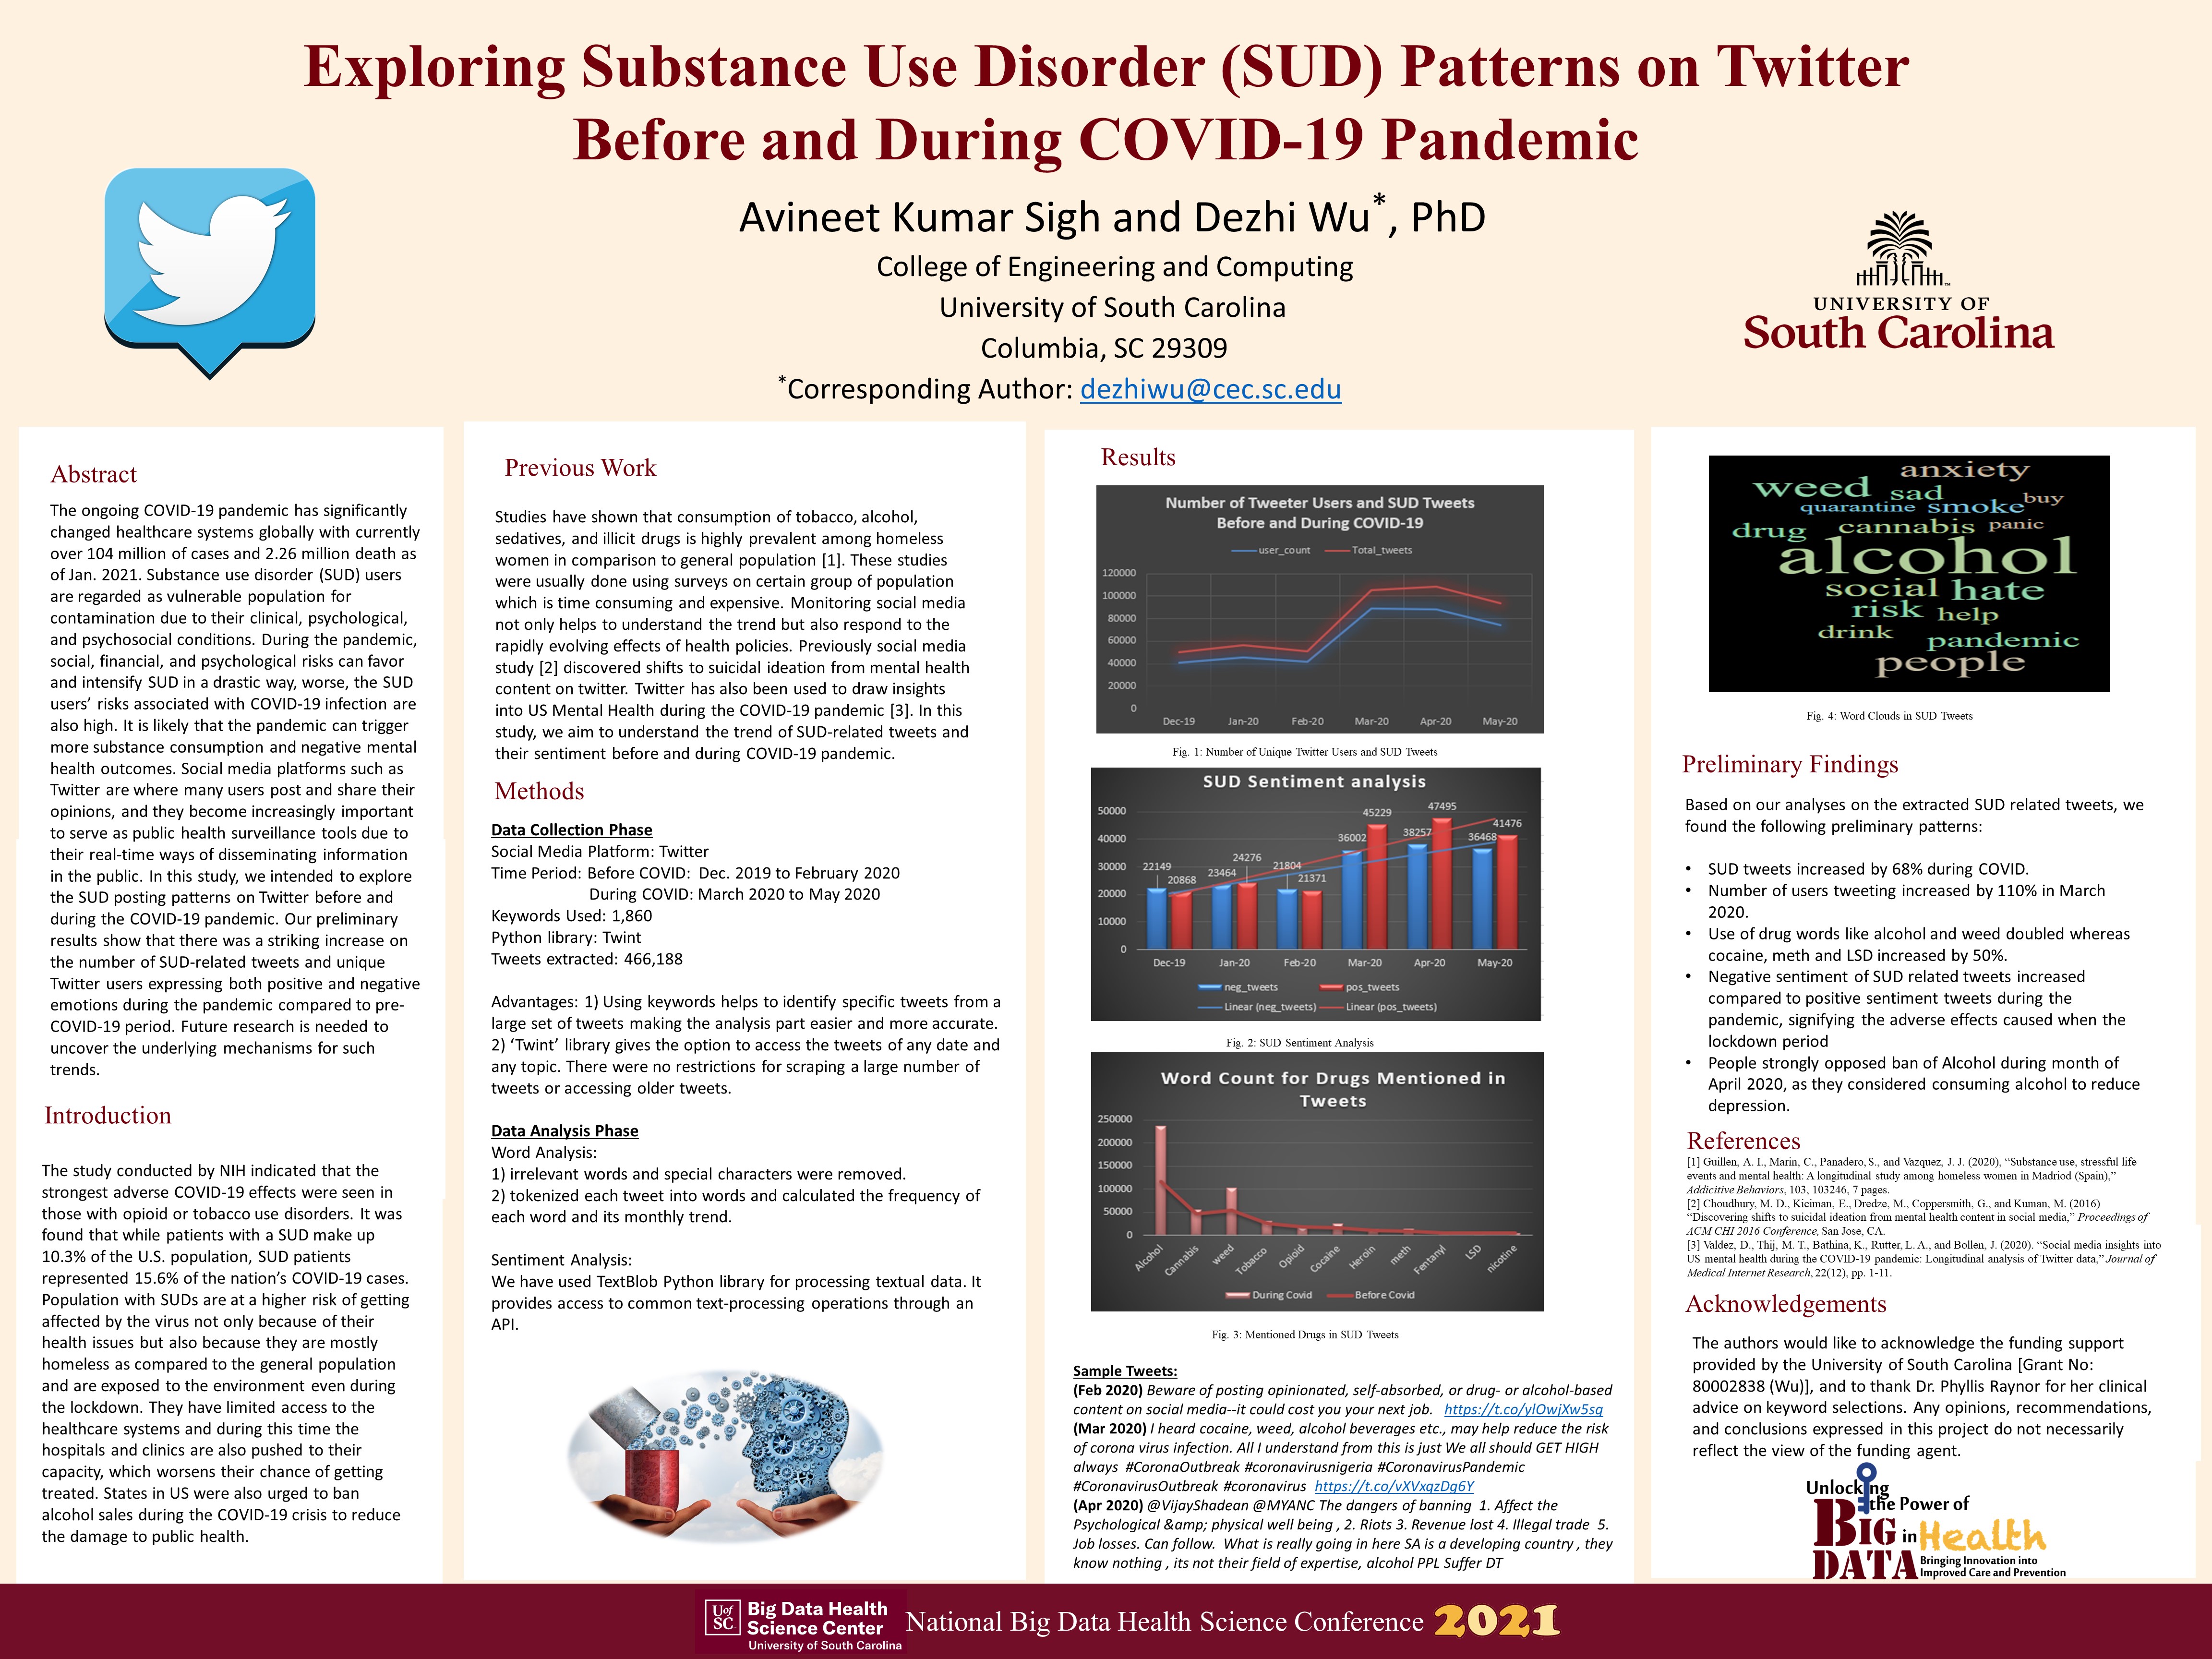 Exploring Substance Use Disorder (SUD) Patterns on Twitter
Before and During COVID-19 Pandemic
Avineet Kumar Sigh and Dezhi Wu*, PhD
College of Engineering and Computing
University of South Carolina
Columbia, SC 29309
*Corresponding Author: dezhiwu@cec.sc.edu
UNIVERSITY OF
South Carolina
Abstract
The ongoing COVID-19 pandemic has significantly
changed healthcare systems globally with currently
over 104 million of cases and 2.26 million death as
of Jan. 2021. Substance use disorder (SUD) users
are regarded as vulnerable population for
contamination due to their clinical, psychological,
and psychosocial conditions. During the pandemic,
social, financial, and psychological risks can favor
and intensify SUD in a drastic way, worse, the SUD
users' risks associated with COVID-19 infection are
also high. It is likely that the pandemic can trigger
more substance consumption and negative mental
health outcomes. Social media platforms such as
Twitter are where many users post and share their
opinions, and they become increasingly important
to serve as public health surveillance tools due to
their real-time ways of disseminating information
in the public. In this study, we intended to explore
the SUD posting patterns on Twitter before and
during the COVID-19 pandemic. Our preliminary
results show that there was a striking increase on
the number of SUD-related tweets and unique
Twitter users expressing both positive and negative
emotions during the pandemic compared to pre-
COVID-19 period. Future research is needed to
uncover the underlying mechanisms for such
trends.
Introduction
The study conducted by NIH indicated that the
strongest adverse COVID-19 effects were seen in
those with opioid or tobacco use disorders. It was
found that while patients with a SUD make up
10.3% of the U.S. population, SUD patients
represented 15.6% of the nation's COVID-19 cases.
Population with SUDs are at a higher risk of getting
affected by the virus not only because of their
health issues but also because they are mostly
homeless as compared to the general population
and are exposed to the environment even during
the lockdown. They have limited access to the
healthcare systems and during this time the
hospitals and clinics are also pushed to their
capacity, which worsens their chance of getting
treated. States in US were also urged to ban
alcohol sales during the COVID-19 crisis to reduce
the damage to public health.
Previous Work
Studies have shown that consumption of tobacco, alcohol,
sedatives, and illicit drugs is highly prevalent among homeless
women in comparison to general population [1]. These studies
were usually done using surveys on certain group of population
which is time consuming and expensive. Monitoring social media
not only helps to understand the trend but also respond to the
rapidly evolving effects of health policies. Previously social media
study [2] discovered shifts to suicidal ideation from mental health
content on twitter. Twitter has also been used to draw insights
into US Mental Health during the COVID-19 pandemic [3]. In this
study, we aim to understand the trend of SUD-related tweets and
their sentiment before and during COVID-19 pandemic.
Methods
Data Collection Phase
Social Media Platform: Twitter
Time Period: Before COVID: Dec. 2019 to February 2020
During COVID: March 2020 to May 2020
Keywords Used: 1,860
Python library: Twint
Tweets extracted: 466,188
Advantages: 1) Using keywords helps to identify specific tweets from a
large set of tweets making the analysis part easier and more accurate.
2) 'Twint' library gives the option to access the tweets of any date and
any topic. There were no restrictions for scraping a large number of
tweets or accessing older tweets.
Data Analysis Phase
Word Analysis:
1) irrelevant words and special characters were removed.
2) tokenized each tweet into words and calculated the frequency of
each word and its monthly trend.
Sentiment Analysis:
We have used TextBlob Python library for processing textual data. It
provides access to common text-processing operations through an
API.
Results
Number of Tweeter Users and SUD Tweets
Before and During COVID-19
user_count Total_tweets
120000
100000
80000
60000
40000
20000
0
Dec-19 Jan-20 Feb-20 Mar-20 Apr-20 May-20
Fig. 1: Number of Unique Twitter Users and SUD Tweets
SUD Sentiment analysis
50000
40000
30000
20000
10000
0
22149 20868 23464 24276 21804 21371 36002 45229 38257 47495 36468 41476
Dec-19 Jan-20 Feb-20 Mar-20 Apr-20 May-20
neg_tweets pos_tweets
Linear (neg_tweets) Linear (pos_tweets)
Fig. 2: SUD Sentiment Analysis
Word Count for Drugs Mentioned in
Tweets
250000
200000
150000
100000
50000
0
Alcohol Cannabis weed Tobacco Opioid Cocaine Heroin meth Fentanyl LSD nicotine
During Covid Before Covid
Fig. 3: Mentioned Drugs in SUD Tweets
Sample Tweets:
(Feb 2020) Beware of posting opinionated, self-absorbed, or drug- or alcohol-based
content on social media--it could cost you your next job. https://t.co/ylOwjXw5sq
(Mar 2020) I heard cocaine, weed, alcohol beverages etc., may help reduce the risk
of corona virus infection. All I understand from this is just We all should GET HIGH
always #CoronaOutbreak #coronavirusnigeria #CoronavirusPandemic
#CoronavirusOutbreak #coronavirus https://t.co/vXVxqzDg6Y
(Apr 2020) @VijayShadean @MYANC The dangers of banning 1. Affect the
Psychological &amp; physical well being , 2. Riots 3. Revenue lost 4. Illegal trade 5.
Job losses. Can follow. What is really going in here SA is a developing country , they
know nothing , its not their field of expertise, alcohol PPL Suffer DT
anxiety
weed sad buy
quarantine smoke
drug cannabis panic
alcohol
social hate
risk help
drink pandemic
people
Fig. 4: Word Clouds in SUD Tweets
Preliminary Findings
Based on our analyses on the extracted SUD related tweets, we
found the following preliminary patterns:
• SUD tweets increased by 68% during COVID.
• Number of users tweeting increased by 110% in March
2020.
• Use of drug words like alcohol and weed doubled whereas
cocaine, meth and LSD increased by 50%.
• Negative sentiment of SUD related tweets increased
compared to positive sentiment tweets during the
pandemic, signifying the adverse effects caused when the
lockdown period
• People strongly opposed ban of Alcohol during month of
April 2020, as they considered consuming alcohol to reduce
depression.
References
[1] Guillen, A. I., Marin, C., Panadero, S., and Vazquez, J. J. (2020), "Substance use, stressful life
events and mental health: A longitudinal study among homeless women in Madriod (Spain),"
Addicitive Behaviors, 103, 103246, 7 pages.
[2] Choudhury, M. D., Kiciman, E., Dredze, M., Coppersmith, G., and Kuman, M. (2016)
"Discovering shifts to suicidal ideation from mental health content in social media," Proceedings of
ACM CHI 2016 Conference, San Jose, CA.
[3] Valdez, D., Thij, M. T., Bathina, K., Rutter, L. A., and Bollen, J. (2020). "Social media insights into
US mental health during the COVID-19 pandemic: Longitudinal analysis of Twitter data," Journal of
Medical Internet Research, 22(12), pp. 1-11.
Acknowledgements
The authors would like to acknowledge the funding support
provided by the University of South Carolina [Grant No:
80002838 (Wu)], and to thank Dr. Phyllis Raynor for her clinical
advice on keyword selections. Any opinions, recommendations,
and conclusions expressed in this project do not necessarily
reflect the view of the funding agent.
Unlocking
the Power of
BIG in Health
DATA Bringing Innovation into
Improved Care and Prevention
UofSC Big Data Health
Science Center
University of South Carolina
National Big Data Health Science Conference 2021